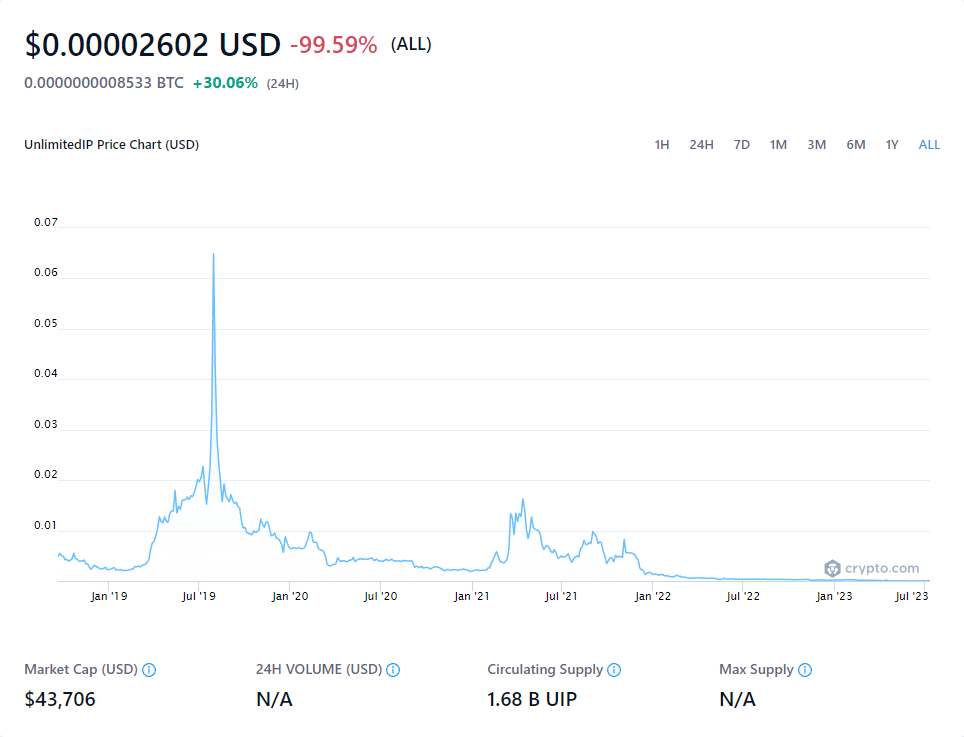 $0.00002602 USD -99.59% (ALL)
0.0000000008533 BTC +30.06% (24H)
UnlimitedIP Price Chart (USD) 1H 24H 7D 1M 3M 6M 1Y ALL
0.07
0.06
0.05
0.04
0.03
0.02
0.01
crypto.com
Jan '19 Jul '19 Jan '20 Jul '20 Jan '21 Jul '21 Jan '22 Jul '22 Jan '23 Jul '23
Market Cap (USD) 24H VOLUME (USD) Circulating Supply Max Supply
$43,706 N/A 1.68 B UIP N/A